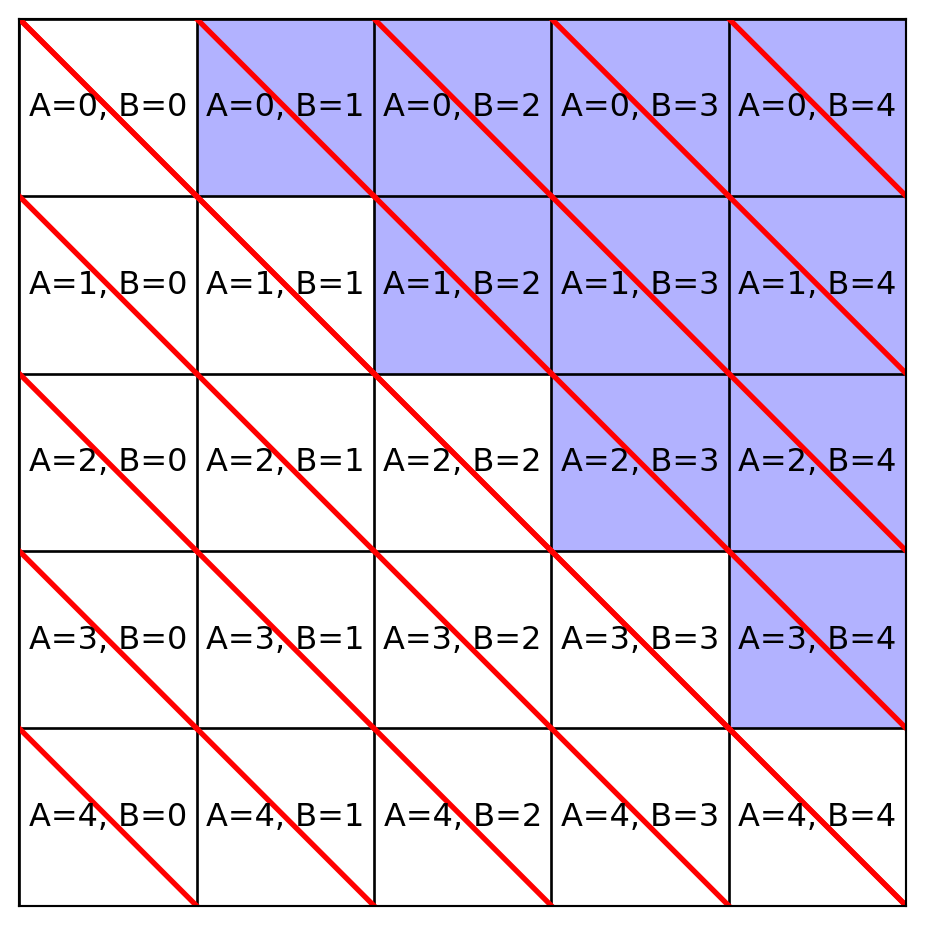 A=0, B=0 A=0, B=1 A=0, B=2 A=0, B=3 A=0, B=4
A=1, B=0 A=1, B=1 A=1, B=2 A=1, B=3 A=1, B=4
A=2, B=0 A=2, B=1 A=2, B=2 A=2, B=3 A=2, B=4
A=3, B=0 A=3, B=1 A=3, B=2 A=3, B=3 A=3, B=4
A=4, B=0 A=4, B=1 A=4, B=2 A=4, B=3 A=4, B=4